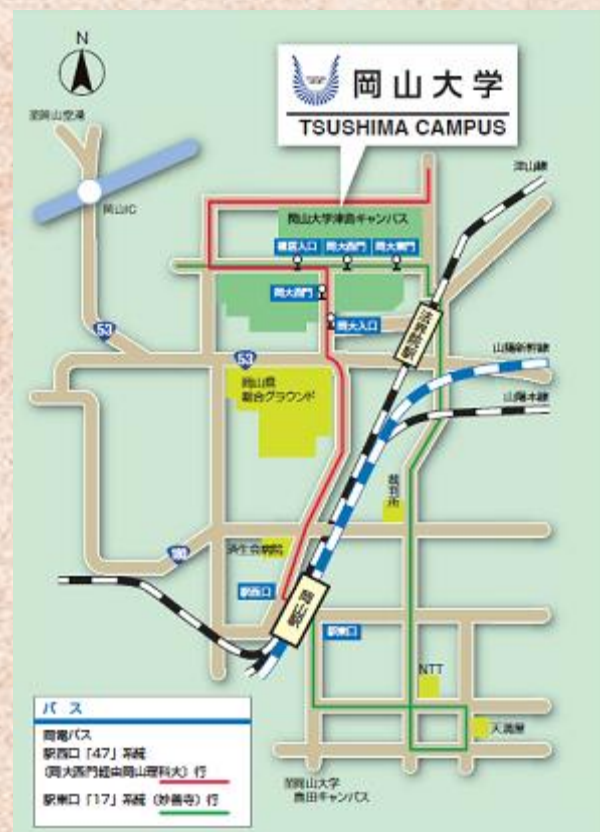 N
岡山大学
TSUSHIMA CAMPUS
至岡山空港
岡山IC
津山線
岡山大学津島キャンパス
福居入口
岡大西門
岡大東門
岡大西門
岡大入口
法界院駅
53
53
山陽新幹線
山陽本線
岡山県
総合グラウンド
裁判所
180
済生会病院
駅西口
岡山駅
駅東口
NTT
天満屋
バス
岡電バス
駅西口「47」系統
(岡大西門経由岡山理科大)行
駅東口「17」系統(妙善寺)行
至岡山大学
鹿田キャンパス